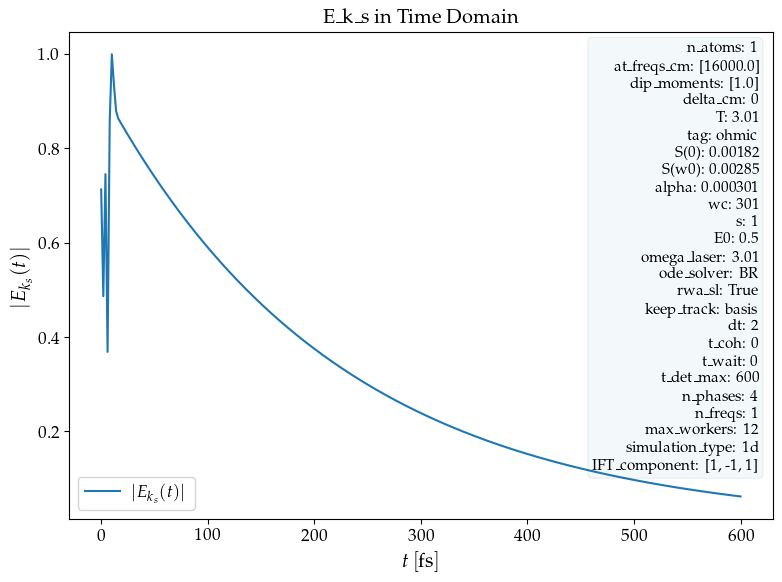 E_k_s in Time Domain
n_atoms: 1
at_freqs_cm: [16000.0]
dip_moments: [1.0]
delta_cm: 0
T: 3.01
tag: ohmic
S(0): 0.00182
S(w0): 0.00285
alpha: 0.000301
wc: 301
s: 1
E0: 0.5
omega_laser: 3.01
ode_solver: BR
rwa_sl: True
keep_track: basis
dt: 2
t_coh: 0
t_wait: 0
t_det_max: 600
n_phases: 4
n_freqs: 1
max_workers: 12
simulation_type: 1d
IFT_component: [1, -1, 1]
1.0
0.8
0.6
0.4
0.2
|E_{k_s}(t)|
|E_{k_s}(t)|
0 100 200 300 400 500 600
t [fs]